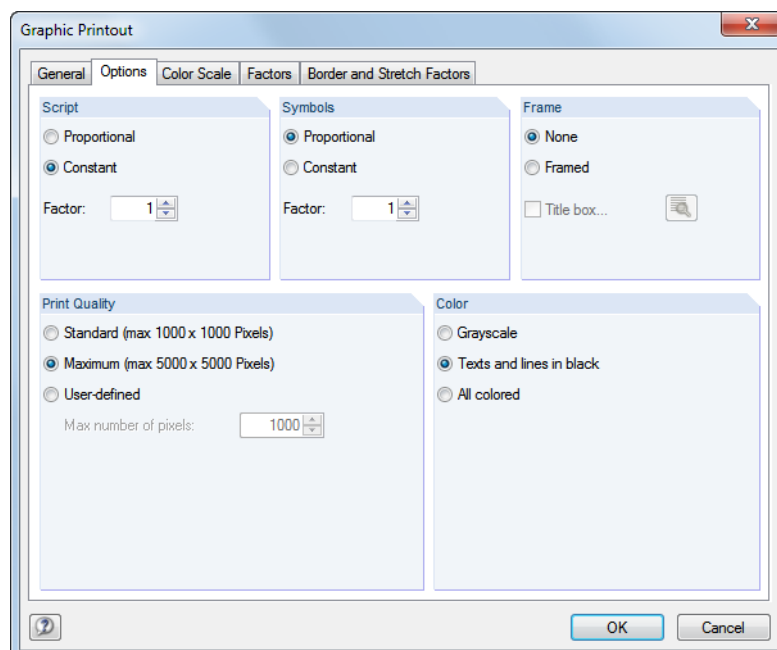 Graphic Printout
General Options Color Scale Factors Border and Stretch Factors
Script
Proportional
Constant
Factor: 1
Symbols
Proportional
Constant
Factor: 1
Frame
None
Framed
Title box...
Print Quality
Standard (max 1000 x 1000 Pixels)
Maximum (max 5000 x 5000 Pixels)
User-defined
Max number of pixels: 1000
Color
Grayscale
Texts and lines in black
All colored
OK Cancel